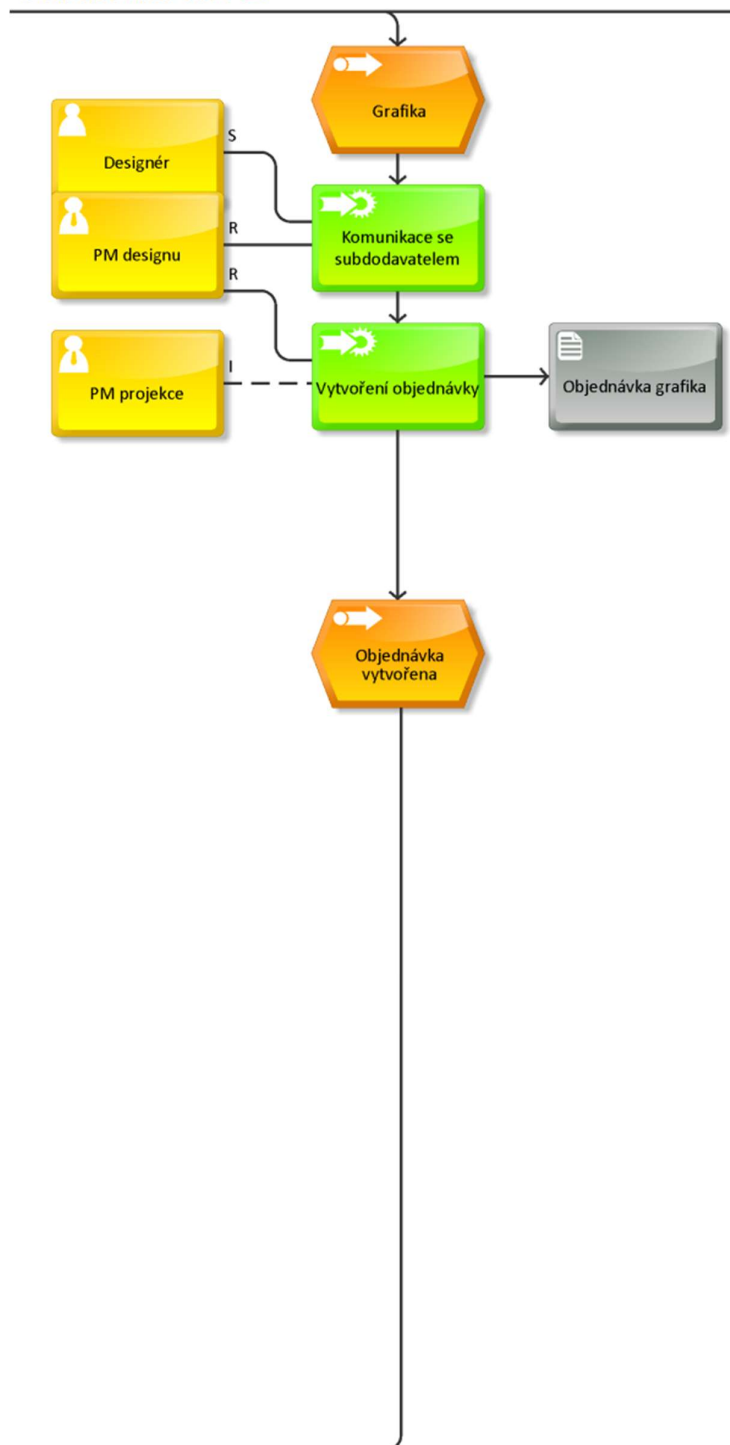 Grafika
Designér
S
PM designu
R
R
Komunikace se
subdodavatelem
PM projekce
I
Vytvoření objednávky
Objednávka grafika
Objednávka
vytvořena